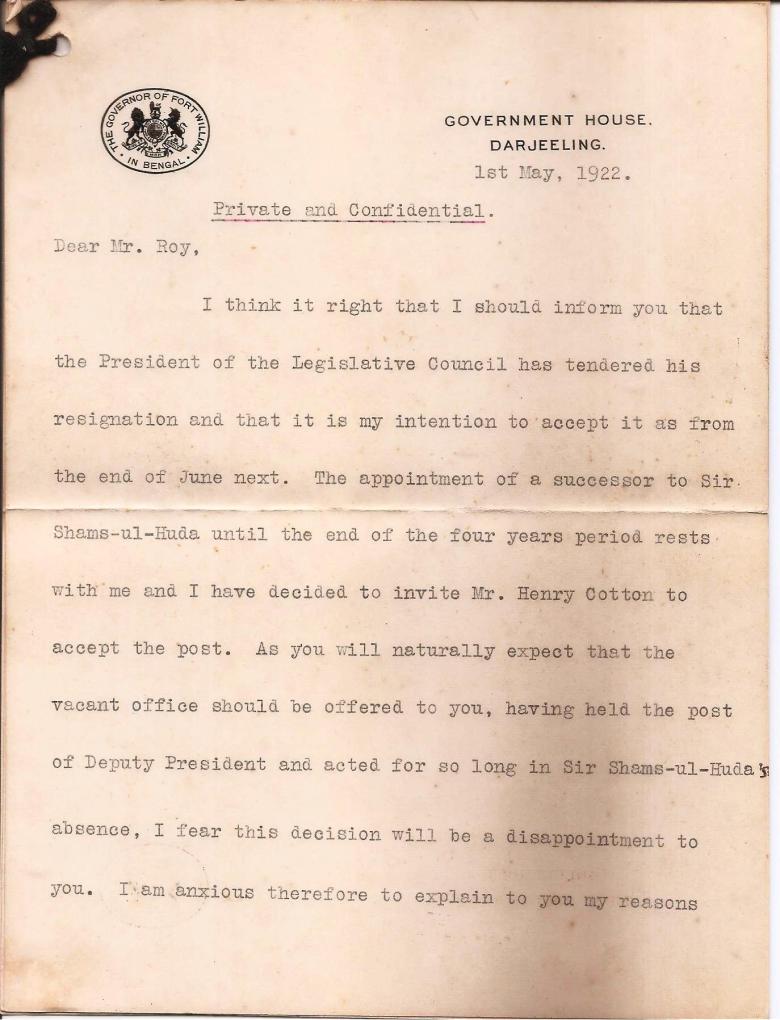 THE GOVERNOR OF FORT WILLIAM
• IN BENGAL •
GOVERNMENT HOUSE.
DARJEELING.
1st May, 1922.
Private and Confidential.
Dear Mr. Roy,
I think it right that I should inform you that
the President of the Legislative Council has tendered his
resignation and that it is my intention to accept it as from
the end of June next. The appointment of a successor to Sir
Shams-ul-Huda until the end of the four years period rests
with me and I have decided to invite Mr. Henry Cotton to
accept the post. As you will naturally expect that the
vacant office should be offered to you, having held the post
of Deputy President and acted for so long in Sir Shams-ul-Huda's
absence, I fear this decision will be a disappointment to
you. I am anxious therefore to explain to you my reasons